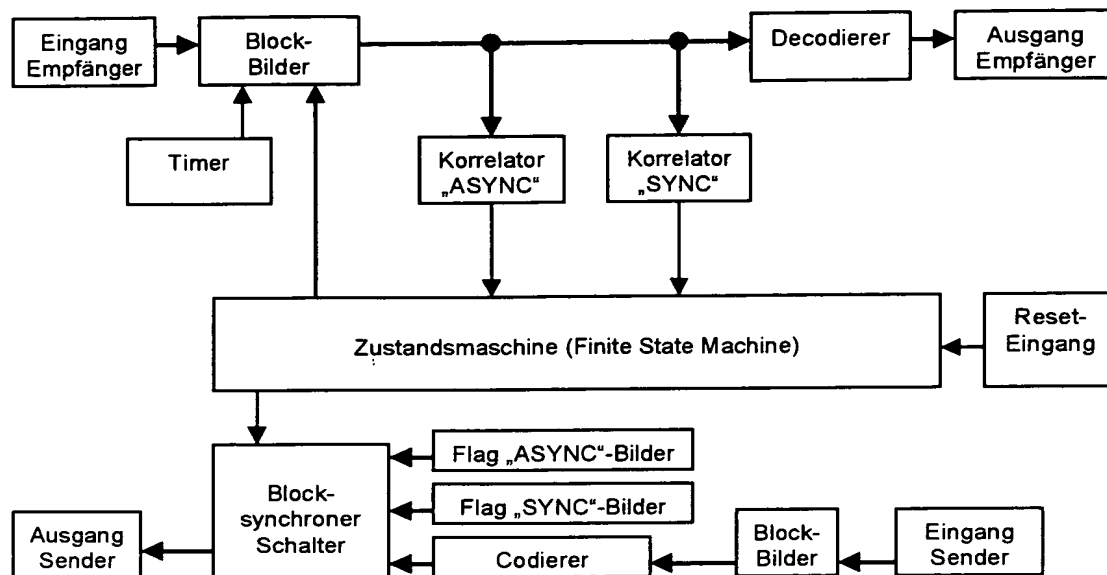 Eingang
Empfänger
Block-
Bilder
Decodierer
Ausgang
Empfänger
Timer
Korrelator
„ASYNC“
Korrelator
„SYNC“
Zustandsmaschine (Finite State Machine)
Reset-
Eingang
Flag „ASYNC“-Bilder
Flag „SYNC“-Bilder
Block-
synchroner
Schalter
Ausgang
Sender
Codierer
Block-
Bilder
Eingang
Sender